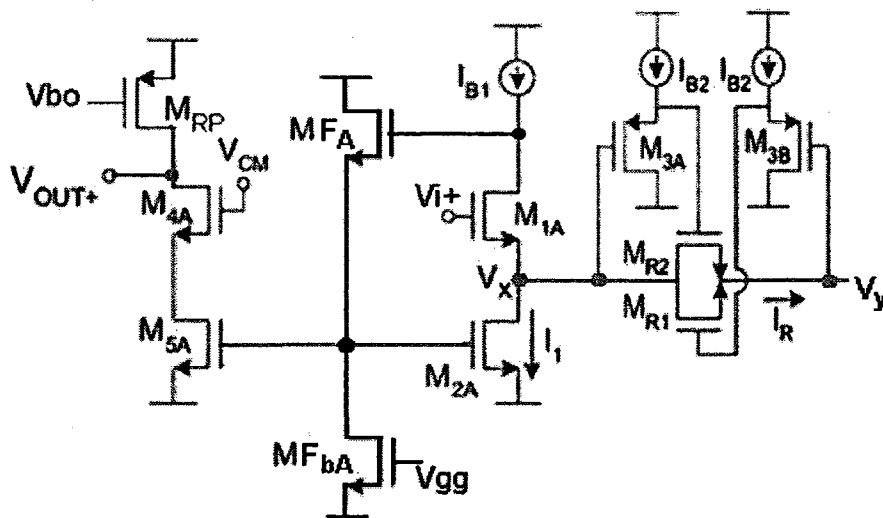 I_B1
I_B2
I_B2
Vbo
M_RP
MF_A
V_CM
M_3A
M_3B
V_OUT+
M_4A
Vi+
M_1A
V_x
M_R2
M_R1
V_y
I_R
M_5A
M_2A
I_1
MF_bA
Vgg